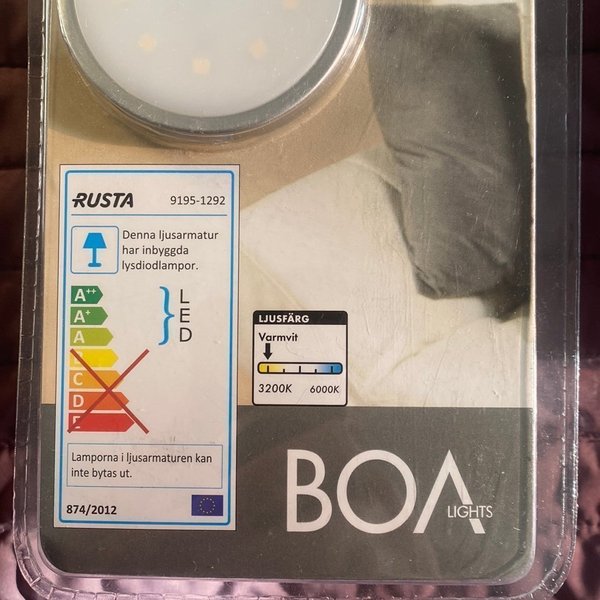 RUSTA 9195-1292
Denna ljusarmatur
har inbyggda
lysdiodlampor.
A++
A+
A
C
D
E
L
E
D
Lamporna i ljusarmaturen kan
inte bytas ut.
874/2012
LJUSFÄRG
Varmvit
3200K 6000K
BOA
LIGHTS